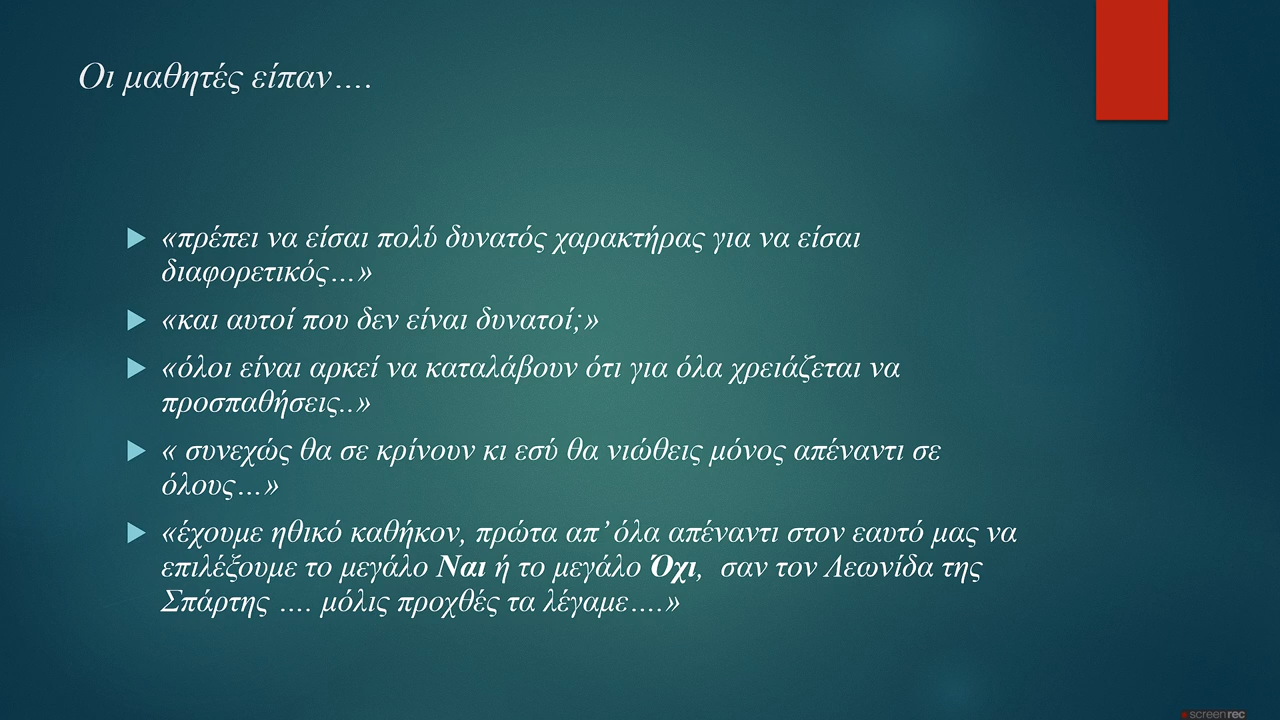 Οι μαθητές είπαν….
«πρέπει να είσαι πολύ δυνατός χαρακτήρας για να είσαι
διαφορετικός…»
«και αυτοί που δεν είναι δυνατοί;»
«όλοι είναι αρκεί να καταλάβουν ότι για όλα χρειάζεται να
προσπαθήσεις..»
« συνεχώς θα σε κρίνουν κι εσύ θα νιώθεις μόνος απέναντι σε
όλους…»
«έχουμε ηθικό καθήκον, πρώτα απ’ όλα απέναντι στον εαυτό μας να
επιλέξουμε το μεγάλο Ναι ή το μεγάλο Όχι,  σαν τον Λεωνίδα της
Σπάρτης …. μόλις προχθές τα λέγαμε….»
screenrec